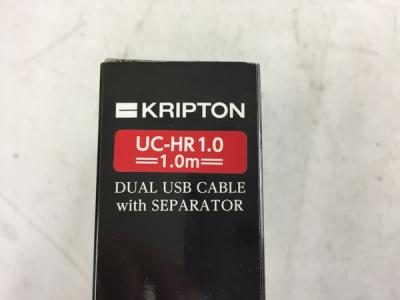 KRIPTON
UC-HR1.0
1.0m
DUAL USB CABLE
with SEPARATOR